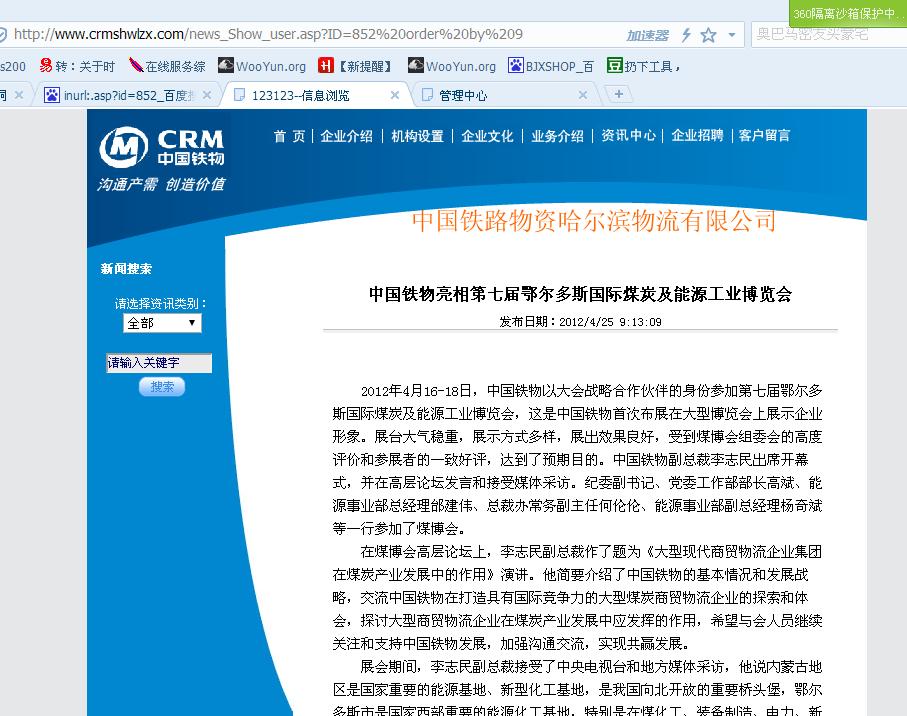 360隔离沙箱保护中..
http://www.crmshwlzx.com/news_Show_user.asp?ID=852%20order%20by%209
加速器
奥巴马密友买豪宅
s200
转：关于时
在线服务综
WooYun.org
【新提醒】
WooYun.org
BJXSHOP_百
扔下工具，
inurl:.asp?id=852_百度
123123--信息浏览
管理中心
CRM
中国铁物
沟通产需 创造价值
首 页 | 企业介绍 | 机构设置 | 企业文化 | 业务介绍 | 资讯中心 | 企业招聘 | 客户留言
中国铁路物资哈尔滨物流有限公司
新闻搜索
请选择资讯类别：
全部
请输入关键字
搜索
中国铁物亮相第七届鄂尔多斯国际煤炭及能源工业博览会
发布日期：2012/4/25 9:13:09
2012年4月16-18日，中国铁物以大会战略合作伙伴的身份参加第七届鄂尔多
斯国际煤炭及能源工业博览会，这是中国铁物首次布展在大型博览会上展示企业
形象。展台大气稳重，展示方式多样，展出效果良好，受到煤博会组委会的高度
评价和参展者的一致好评，达到了预期目的。中国铁物副总裁李志民出席开幕
式，并在高层论坛发言和接受媒体采访。纪委副书记、党委工作部部长高斌、能
源事业部总经理邰建伟、总裁办常务副主任何伦伦、能源事业部副总经理杨奇斌
等一行参加了煤博会。
在煤博会高层论坛上，李志民副总裁作了题为《大型现代商贸物流企业集团
在煤炭产业发展中的作用》演讲。他简要介绍了中国铁物的基本情况和发展战
略，交流中国铁物在打造具有国际竞争力的大型煤炭商贸物流企业的探索和体
会，探讨大型商贸物流企业在煤炭产业发展中应发挥的作用，希望与会人员继续
关注和支持中国铁物发展，加强沟通交流，实现共赢发展。
展会期间，李志民副总裁接受了中央电视台和地方媒体采访，他说内蒙古地
区是国家重要的能源基地、新型化工基地，是我国向北开放的重要桥头堡，鄂尔
多斯市是国家西部重要的能源化工基地，特别是在煤化工、装备制造、电力、新